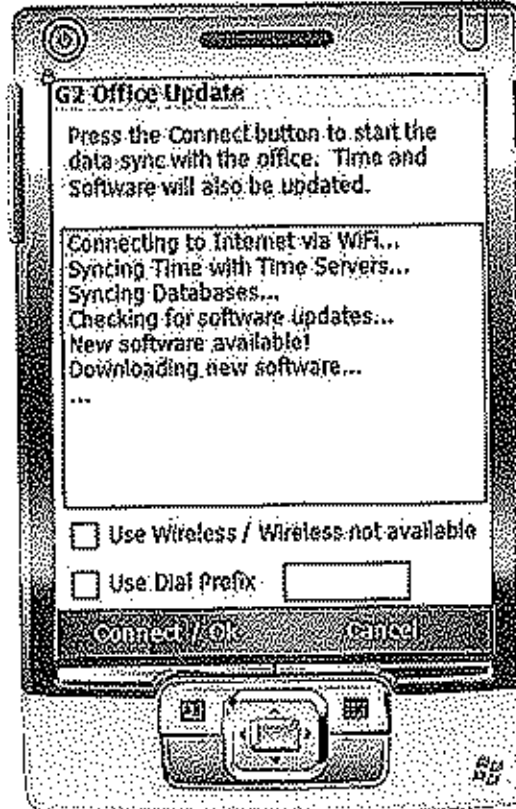 G2 Office Update
Press the Connect button to start the
data sync with the office. Time and
Software will also be updated.
Connecting to Internet via WiFi...
Syncing Time with Time Servers...
Syncing Databases...
Checking for software updates...
New software available!
Downloading new software...
...
Use Wireless / Wireless not available
Use Dial Prefix
Connect / Ok Cancel